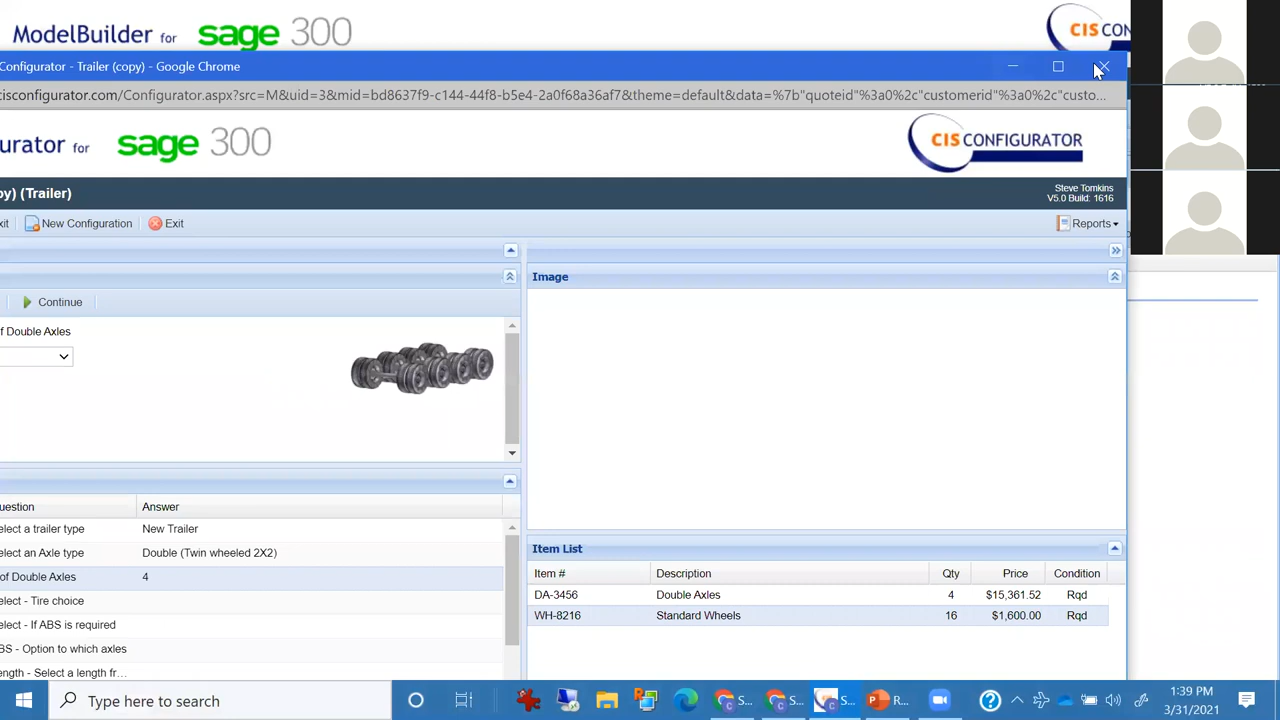 ModelBuilder for sage 300
CIS CON
Configurator - Trailer (copy) - Google Chrome
cisconfigurator.com/Configurator.aspx?src=M&uid=3&mid=bd8637f9-c144-44f8-b5e4-2a0f68a36af7&theme=default&data=%7b"quoteid"%3a0%2c"customerid"%3a0%2c"custo...
urator for sage 300
CISCONFIGURATOR
py) (Trailer)
Steve Tomkins
V5.0 Build: 1616
xit New Configuration Exit Reports
Image
Continue
f Double Axles
uestion Answer
elect a trailer type New Trailer
elect an Axle type Double (Twin wheeled 2X2)
of Double Axles 4
elect - Tire choice
elect - If ABS is required
BS - Option to which axles
ength - Select a length fr...
Item List
Item # Description Qty Price Condition
DA-3456 Double Axles 4 $15,361.52 Rqd
WH-8216 Standard Wheels 16 $1,600.00 Rqd
Type here to search
S... S... S... R...
1:39 PM
3/31/2021